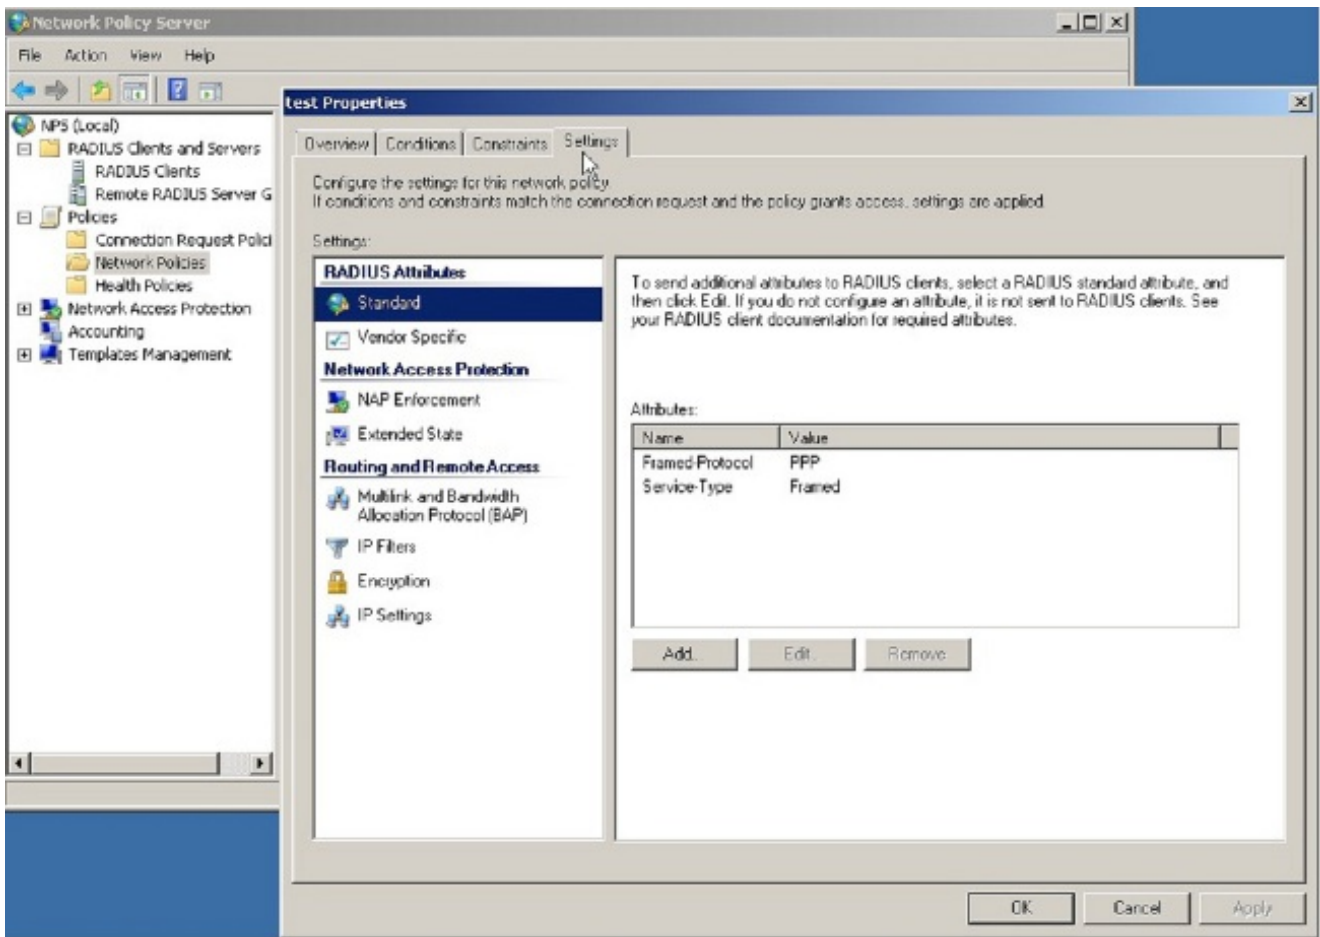 Network Policy Server
File Action View Help
NPS (Local)
RADIUS Clients and Servers
RADIUS Clients
Remote RADIUS Server G
Policies
Connection Request Polici
Network Policies
Health Policies
Network Access Protection
Accounting
Templates Management
test Properties
Overview Conditions Constraints Settings
Configure the settings for this network policy.
If conditions and constraints match the connection request and the policy grants access, settings are applied.
Settings:
RADIUS Attributes
Standard
Vendor Specific
Network Access Protection
NAP Enforcement
Extended State
Routing and Remote Access
Multilink and Bandwidth
Allocation Protocol (BAP)
IP Filters
Encryption
IP Settings
To send additional attributes to RADIUS clients, select a RADIUS standard attribute, and
then click Edit. If you do not configure an attribute, it is not sent to RADIUS clients. See
your RADIUS client documentation for required attributes.
Attributes:
Name Value
Framed-Protocol PPP
Service-Type Framed
Add... Edit... Remove
OK Cancel Apply